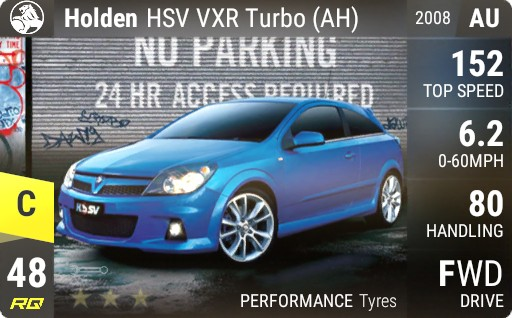 Holden HSV VXR Turbo (AH)
2008 AU
NO PARKING
24 HR ACCESS REQUIRED
152
TOP SPEED
6.2
0-60MPH
80
HANDLING
FWD
DRIVE
C
48
RQ
PERFORMANCE Tyres